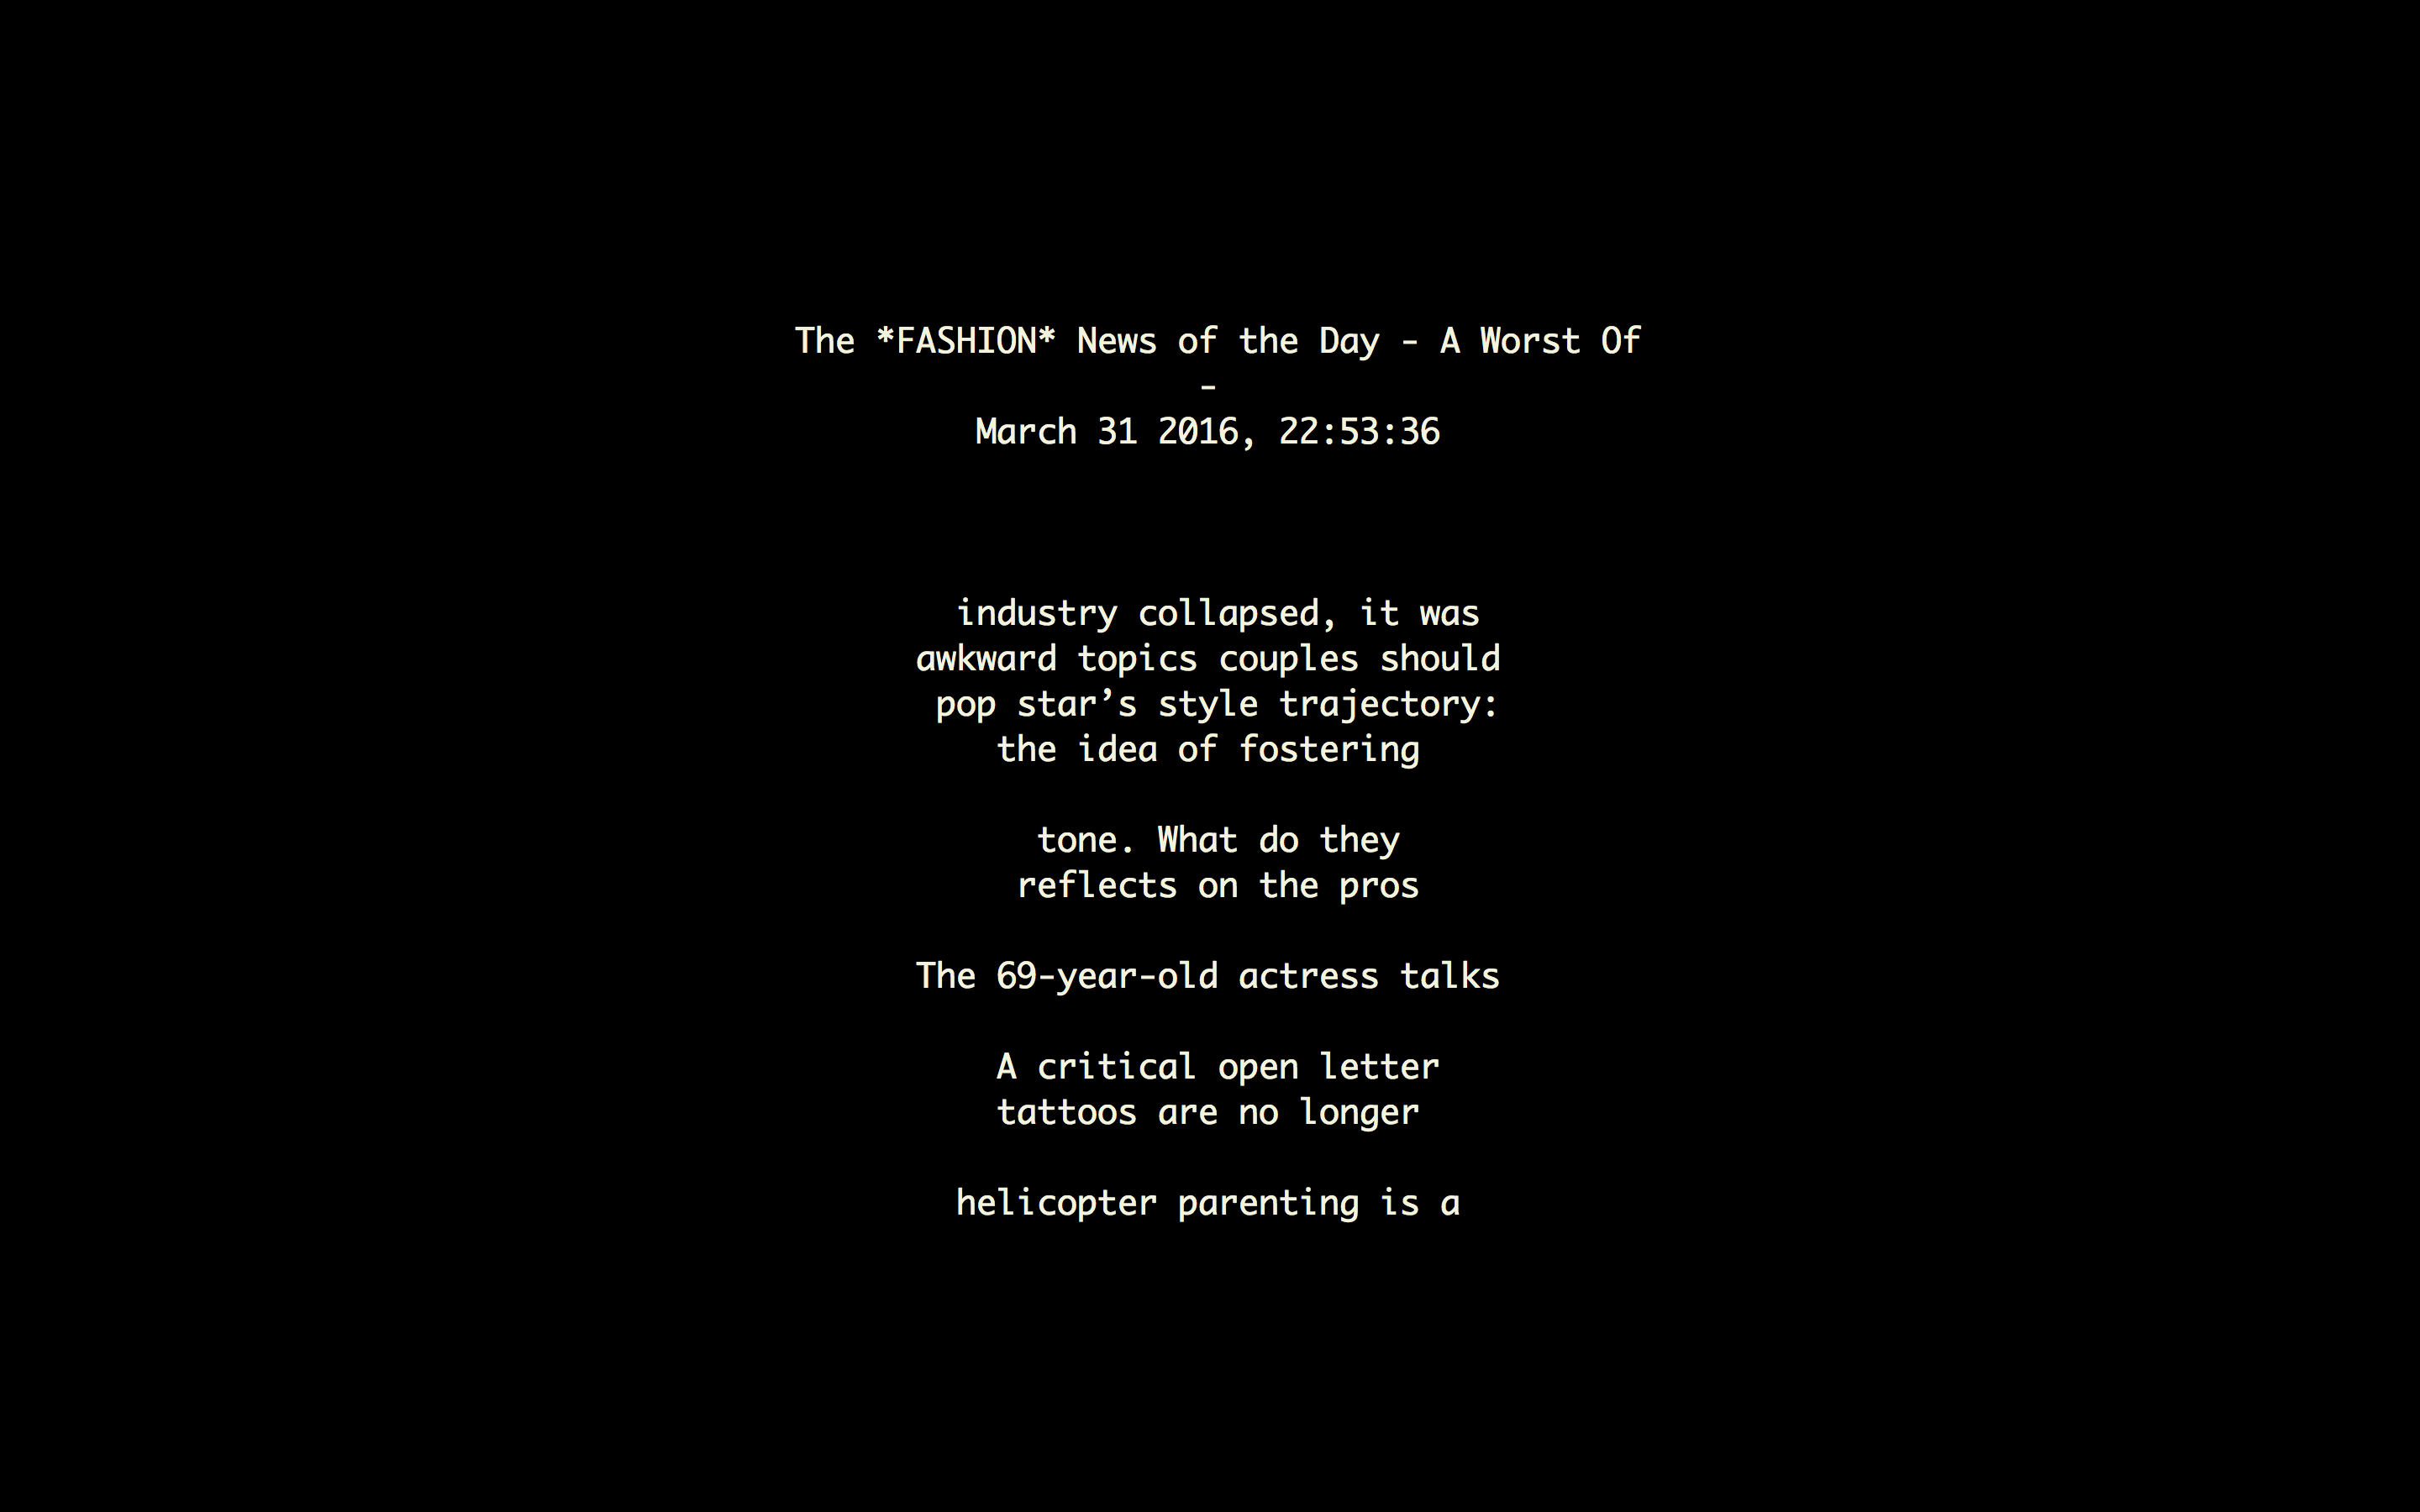 The *FASHION* News of the Day - A Worst Of
-
March 31 2016, 22:53:36
industry collapsed, it was
awkward topics couples should
pop star’s style trajectory:
the idea of fostering
tone. What do they
reflects on the pros
The 69-year-old actress talks
A critical open letter
tattoos are no longer
helicopter parenting is a